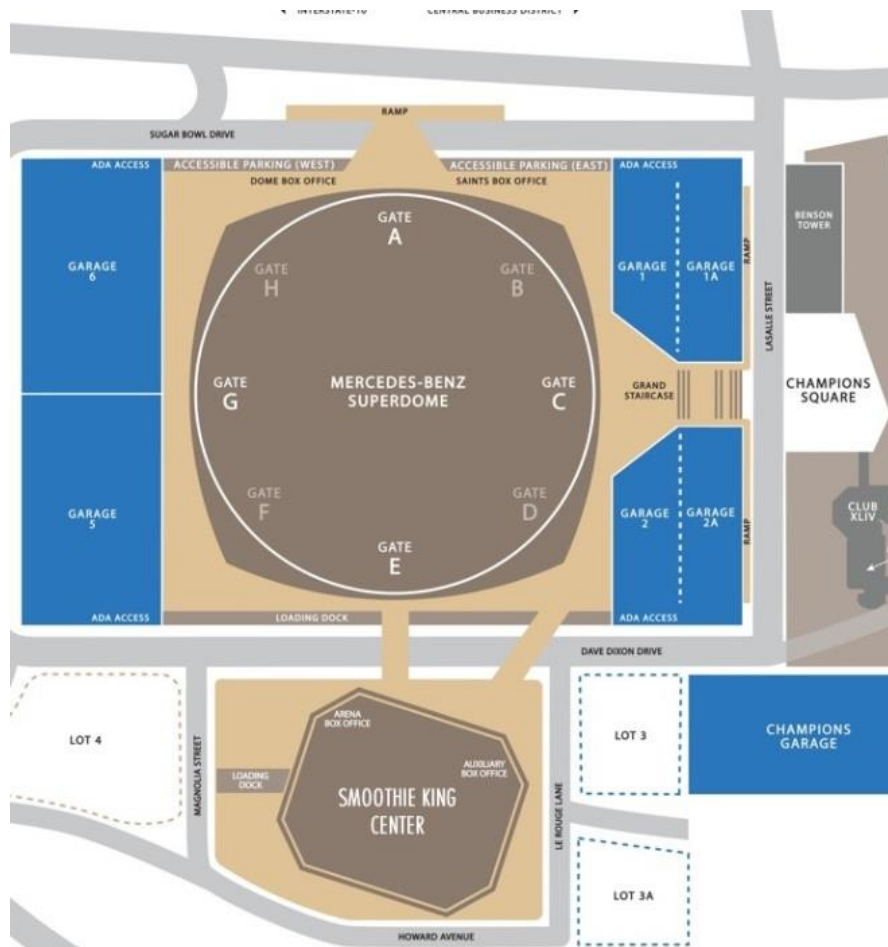 INTERSTATE-10
CENTRAL BUSINESS DISTRICT
RAMP
SUGAR BOWL DRIVE
ADA ACCESS
ACCESSIBLE PARKING (WEST)
ACCESSIBLE PARKING (EAST)
ADA ACCESS
DOME BOX OFFICE
SAINTS BOX OFFICE
GATE
A
BENSON
TOWER
GARAGE
6
GATE
H
GATE
B
GARAGE
1
GARAGE
1A
RAMP
LASALLE STREET
GATE
G
MERCEDES-BENZ
SUPERDOME
GATE
C
GRAND
STAIRCASE
CHAMPIONS
SQUARE
GARAGE
5
GATE
F
GATE
D
GARAGE
2
GARAGE
2A
RAMP
CLUB
XLIV
GATE
E
ADA ACCESS
LOADING DOCK
ADA ACCESS
DAVE DIXON DRIVE
LOT 4
MAGNOLIA STREET
ARENA
BOX OFFICE
LOT 3
CHAMPIONS
GARAGE
LOADING
DOCK
AUXILIARY
BOX OFFICE
SMOOTHIE KING
CENTER
LE ROUGE LANE
LOT 3A
HOWARD AVENUE